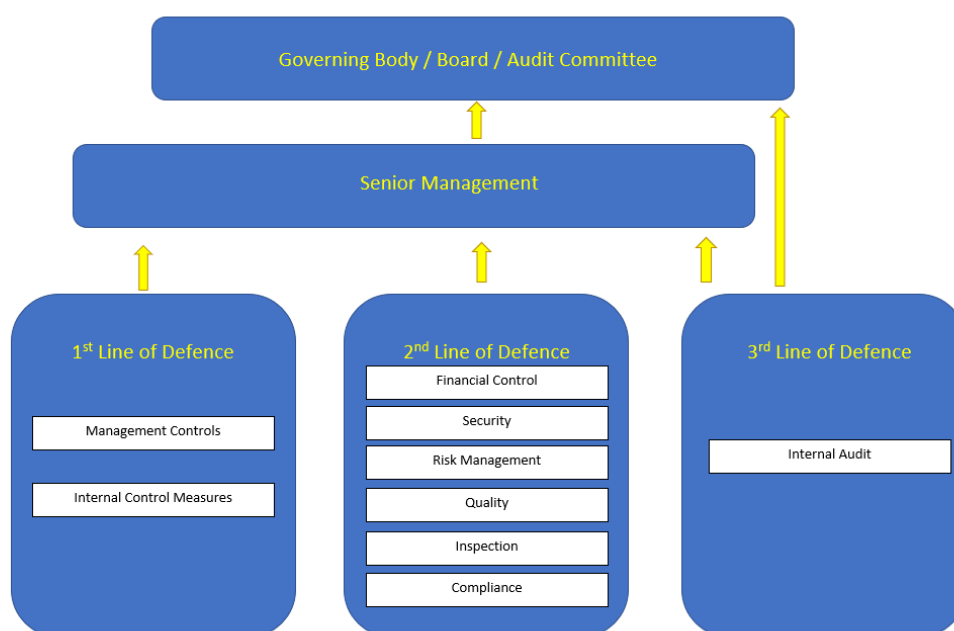 Governing Body / Board / Audit Committee
Senior Management
1st Line of Defence
Management Controls
Internal Control Measures
2nd Line of Defence
Financial Control
Security
Risk Management
Quality
Inspection
Compliance
3rd Line of Defence
Internal Audit